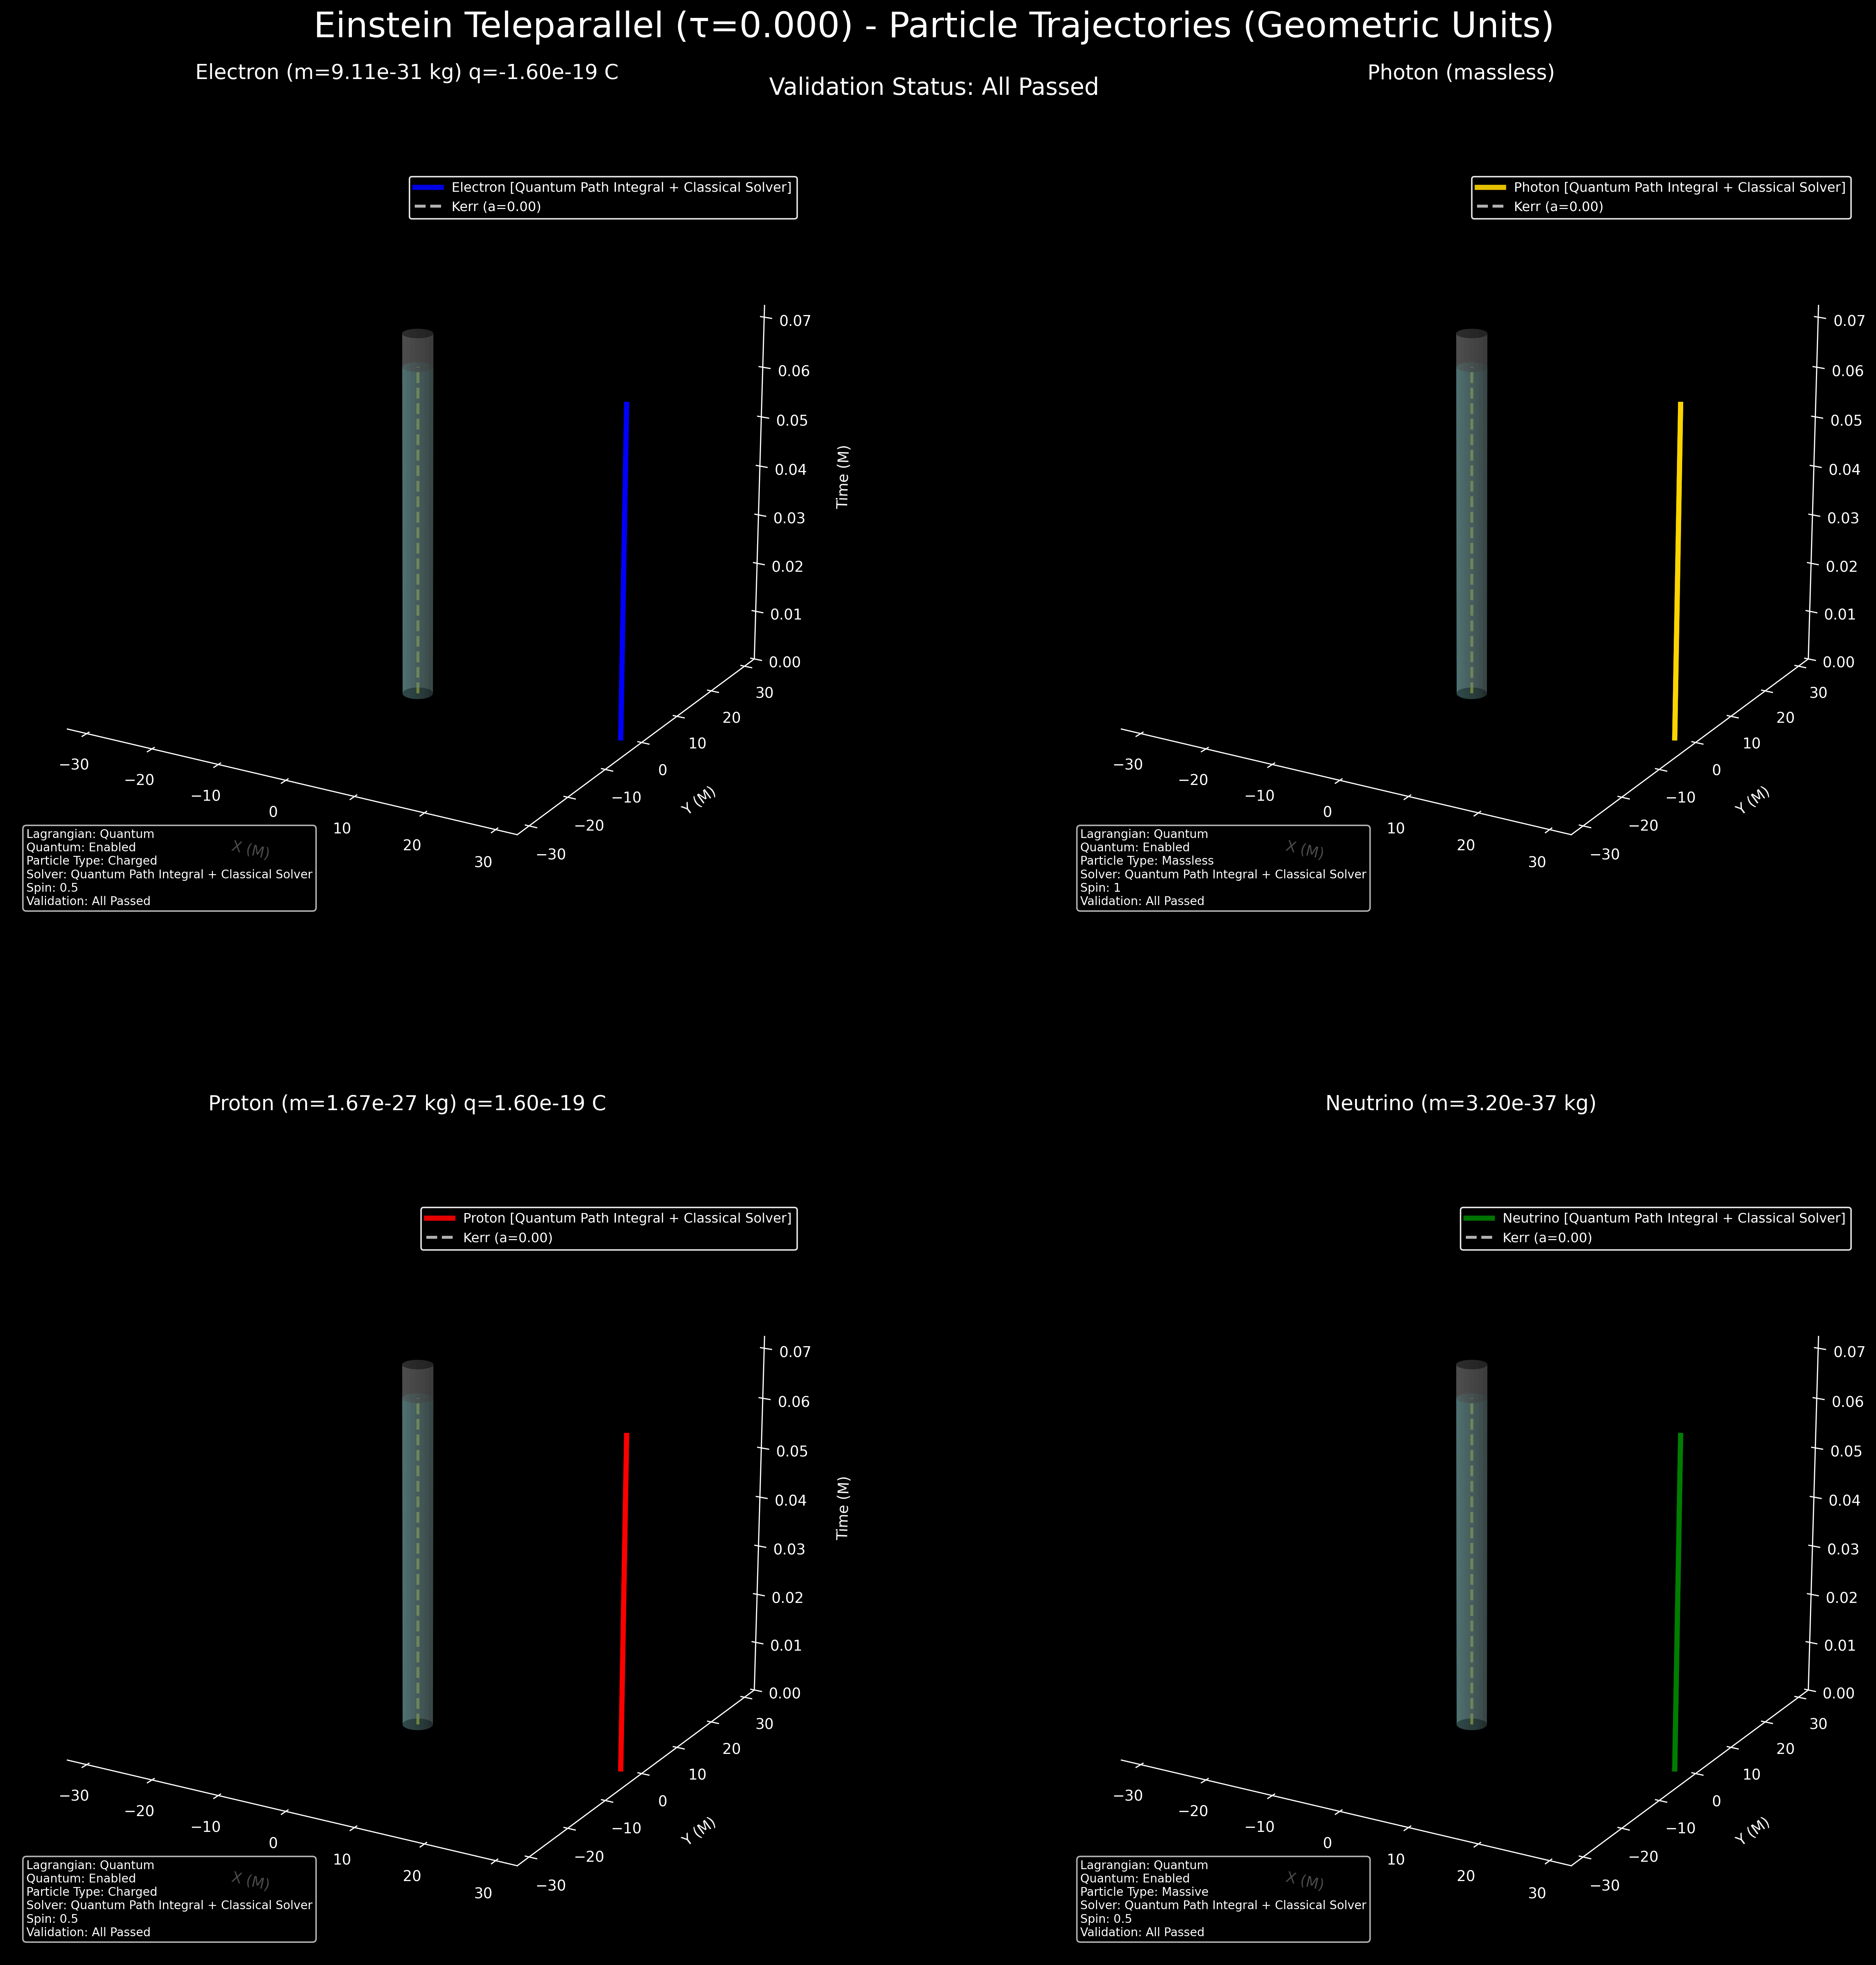 Einstein Teleparallel (τ=0.000) - Particle Trajectories (Geometric Units)
Validation Status: All Passed
Electron (m=9.11e-31 kg) q=-1.60e-19 C
Electron [Quantum Path Integral + Classical Solver]
Kerr (a=0.00)
0.07
0.06
0.05
0.04
0.03
0.02
0.01
0.00
Time (M)
30
20
10
0
−10
−20
−30
Y (M)
−30
−20
−10
0
10
20
30
X (M)
Lagrangian: Quantum
Quantum: Enabled
Particle Type: Charged
Solver: Quantum Path Integral + Classical Solver
Spin: 0.5
Validation: All Passed
Photon (massless)
Photon [Quantum Path Integral + Classical Solver]
Kerr (a=0.00)
0.07
0.06
0.05
0.04
0.03
0.02
0.01
0.00
30
20
10
0
−10
−20
−30
Y (M)
−30
−20
−10
0
10
20
30
X (M)
Lagrangian: Quantum
Quantum: Enabled
Particle Type: Massless
Solver: Quantum Path Integral + Classical Solver
Spin: 1
Validation: All Passed
Proton (m=1.67e-27 kg) q=1.60e-19 C
Proton [Quantum Path Integral + Classical Solver]
Kerr (a=0.00)
0.07
0.06
0.05
0.04
0.03
0.02
0.01
0.00
Time (M)
30
20
10
0
−10
−20
−30
Y (M)
−30
−20
−10
0
10
20
30
X (M)
Lagrangian: Quantum
Quantum: Enabled
Particle Type: Charged
Solver: Quantum Path Integral + Classical Solver
Spin: 0.5
Validation: All Passed
Neutrino (m=3.20e-37 kg)
Neutrino [Quantum Path Integral + Classical Solver]
Kerr (a=0.00)
0.07
0.06
0.05
0.04
0.03
0.02
0.01
0.00
30
20
10
0
−10
−20
−30
Y (M)
−30
−20
−10
0
10
20
30
X (M)
Lagrangian: Quantum
Quantum: Enabled
Particle Type: Massive
Solver: Quantum Path Integral + Classical Solver
Spin: 0.5
Validation: All Passed